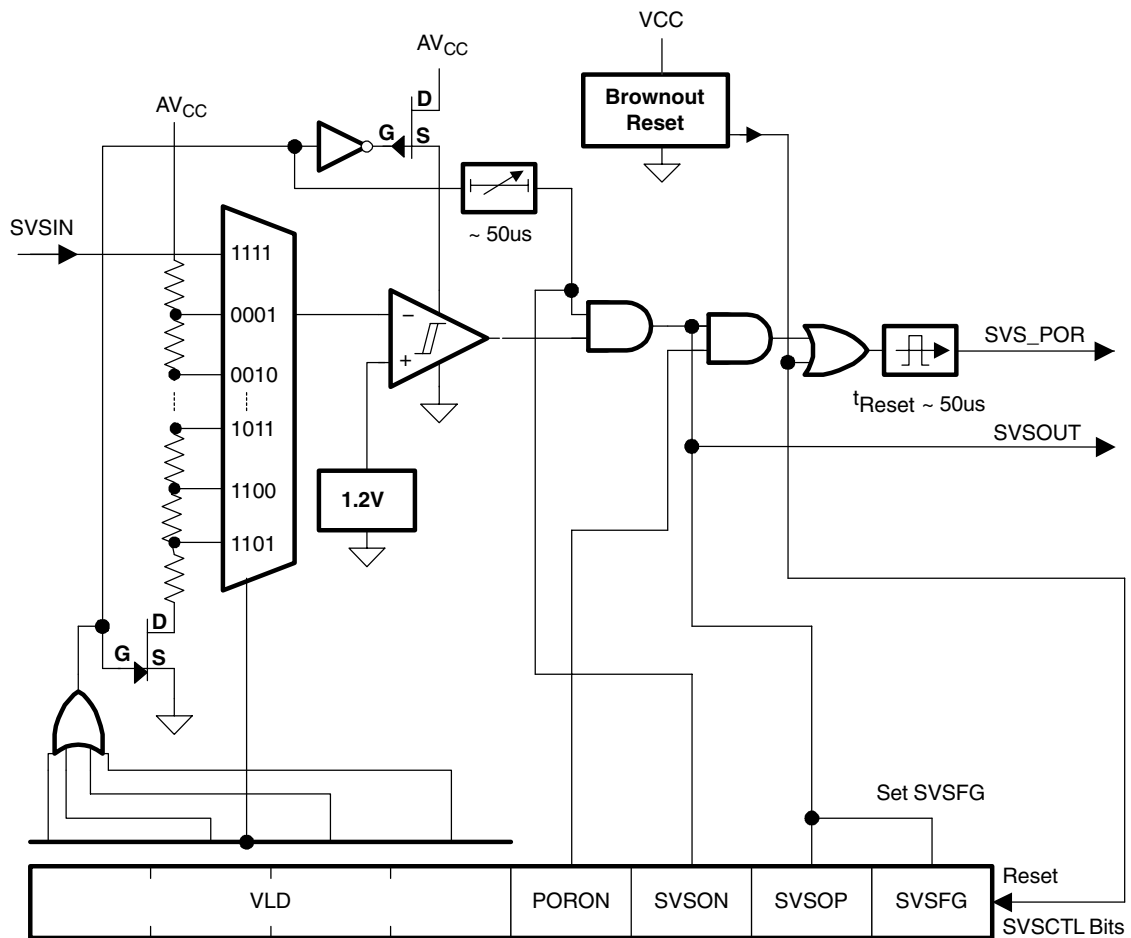 VCC
AVCC
Brownout
Reset
AVCC
D
G
S
SVSIN
~ 50us
1111
0001
0010
1011
1100
1101
−
+
1.2V
SVS_POR
tReset ~ 50us
SVSOUT
D
G
S
Set SVSFG
VLD
PORON
SVSON
SVSOP
SVSFG
Reset
SVSCTL Bits